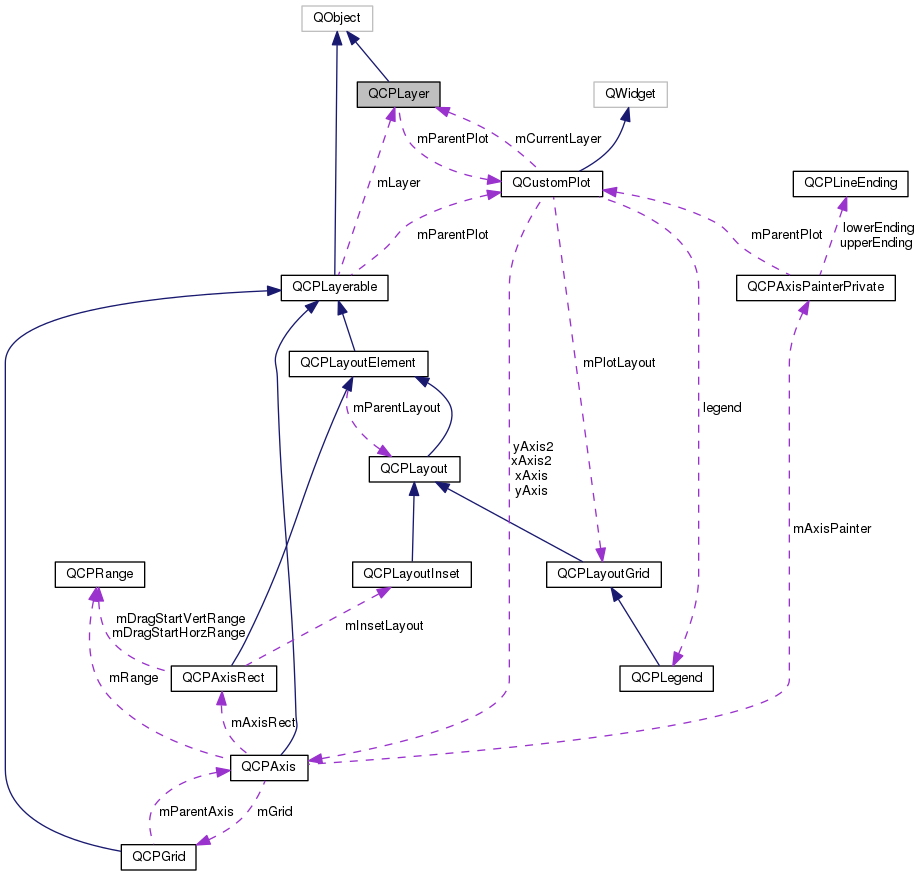 QObject
QCPLayer
QWidget
mParentPlot
mCurrentLayer
mLayer
QCustomPlot
QCPLineEnding
mParentPlot
mParentPlot
lowerEnding
upperEnding
QCPLayerable
QCPAxisPainterPrivate
QCPLayoutElement
mPlotLayout
mParentLayout
legend
yAxis2
xAxis2
xAxis
yAxis
QCPLayout
mAxisPainter
QCPRange
QCPLayoutInset
QCPLayoutGrid
mDragStartVertRange
mDragStartHorzRange
mInsetLayout
mRange
QCPAxisRect
QCPLegend
mAxisRect
QCPAxis
mParentAxis
mGrid
QCPGrid